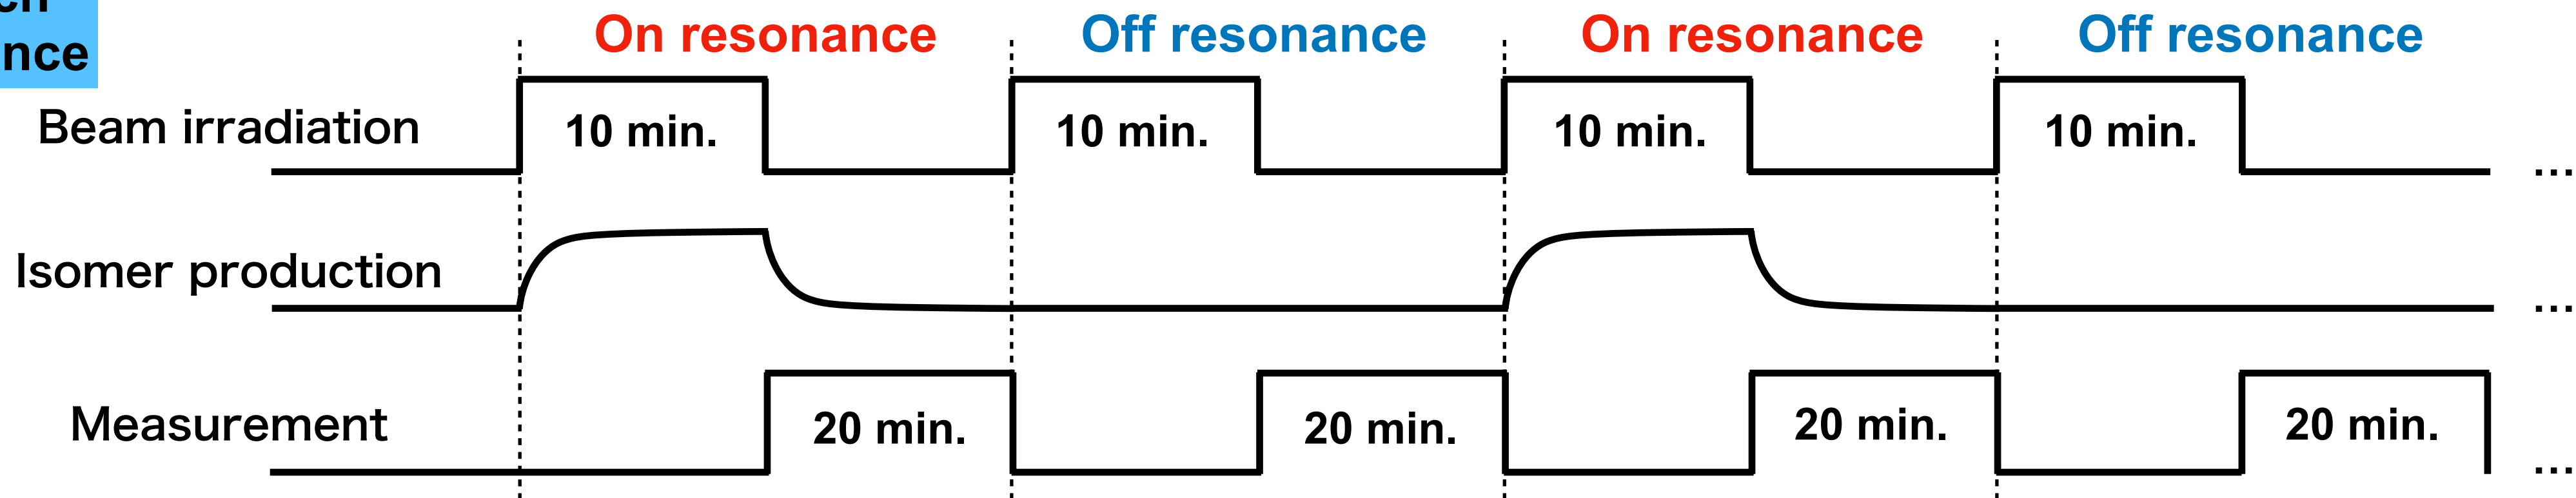 On resonance Off resonance On resonance Off resonance
Beam irradiation 10 min. 10 min. 10 min. 10 min. ...
Isomer production ...
Measurement 20 min. 20 min. 20 min. 20 min. ...